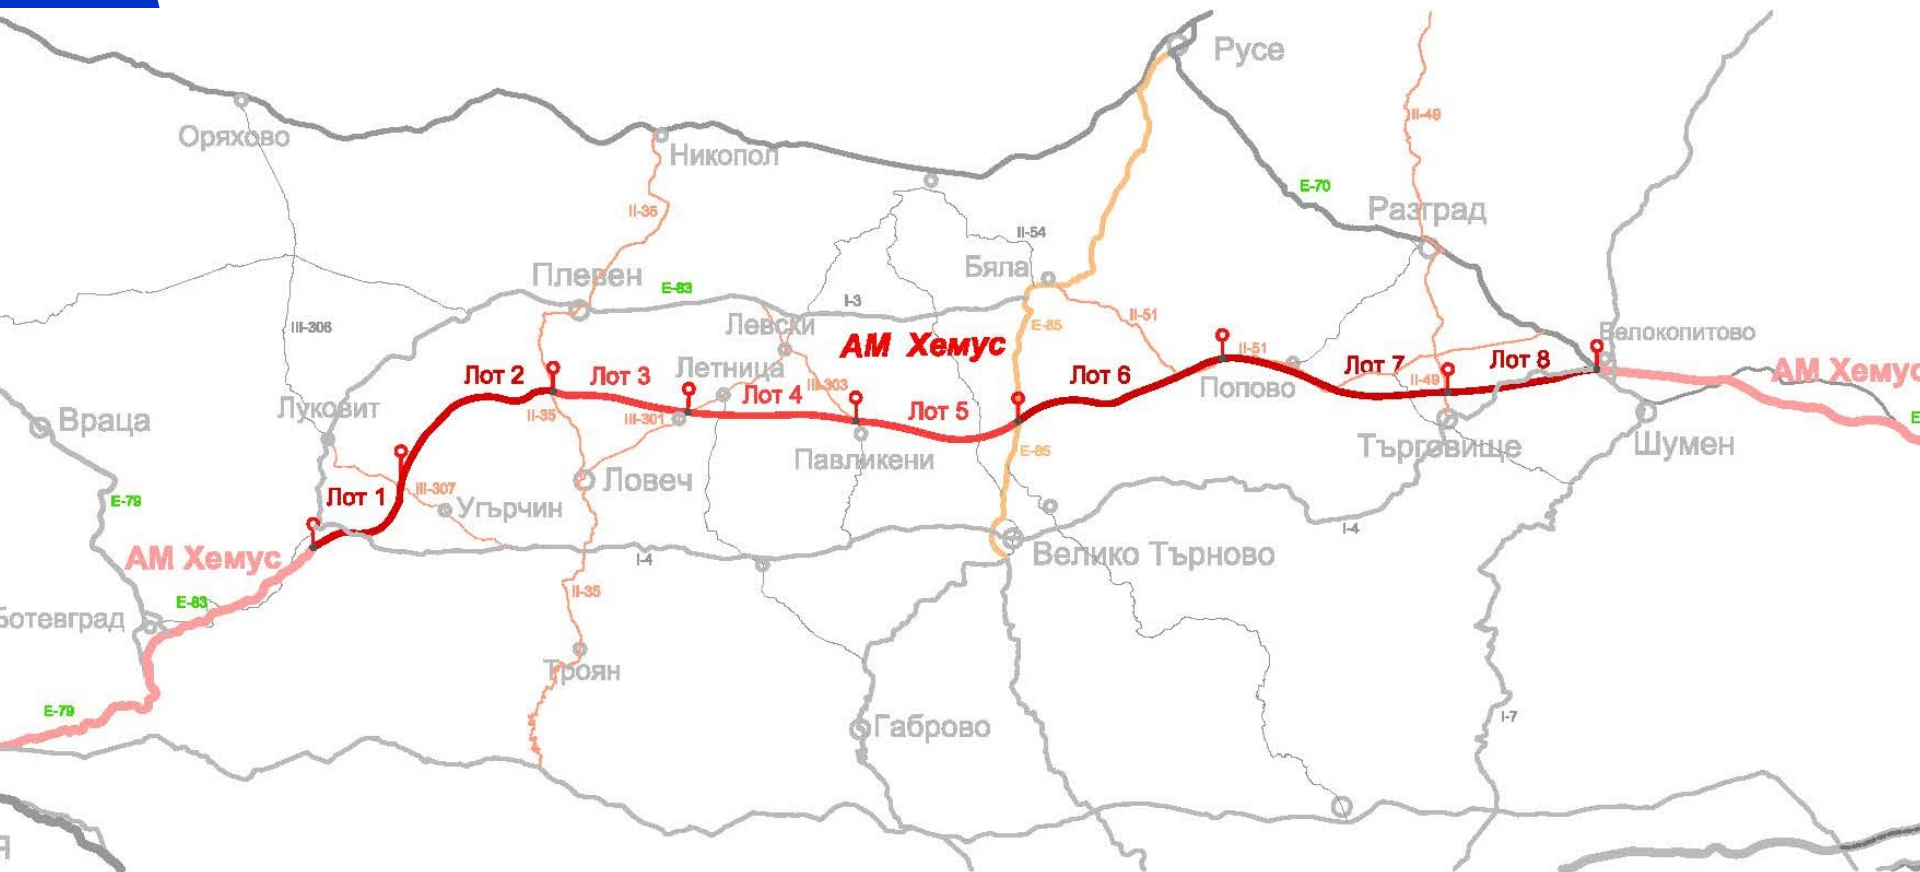 Русе
Оряхово
Никопол
II-49
E-70
II-35
Разград
II-54
Бяла
Плевен
E-83
I-3
III-306
Левски
E-85
II-51
АМ Хемус
Велокопитово
II-51
Лот 2
Лот 3
Летница
Лот 6
Лот 7
Лот 8
АМ Хемус
Попово
II-49
III-303
Лот 4
Луковит
II-35
III-301
Лот 5
E
Враца
Павликени
E-85
Търговище
Шумен
Ловеч
Лот 1
III-307
E-79
Угърчин
I-4
АМ Хемус
I-4
Велико Търново
E-83
II-35
Ботевград
Троян
E-79
I-7
Габрово
я